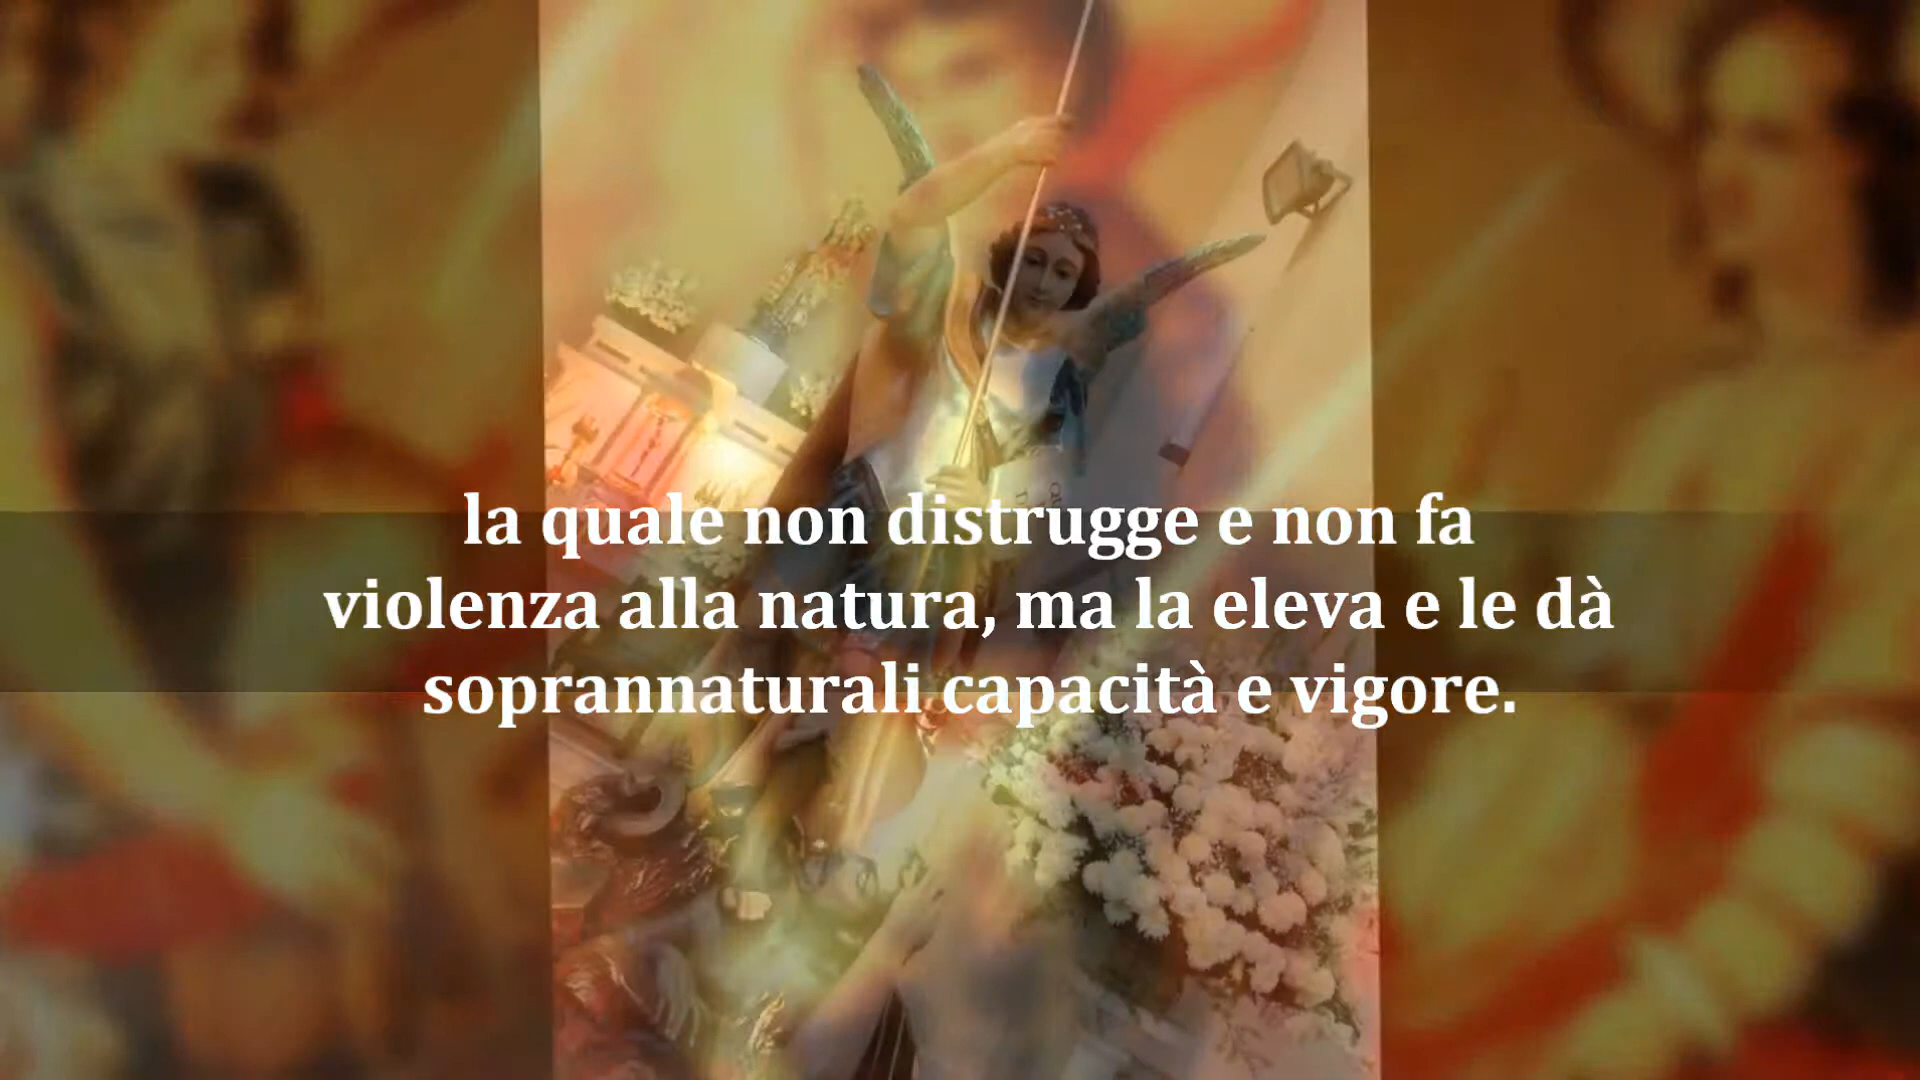 la quale non distrugge e non fa
violenza alla natura, ma la eleva e le dà
soprannaturali capacità e vigore.